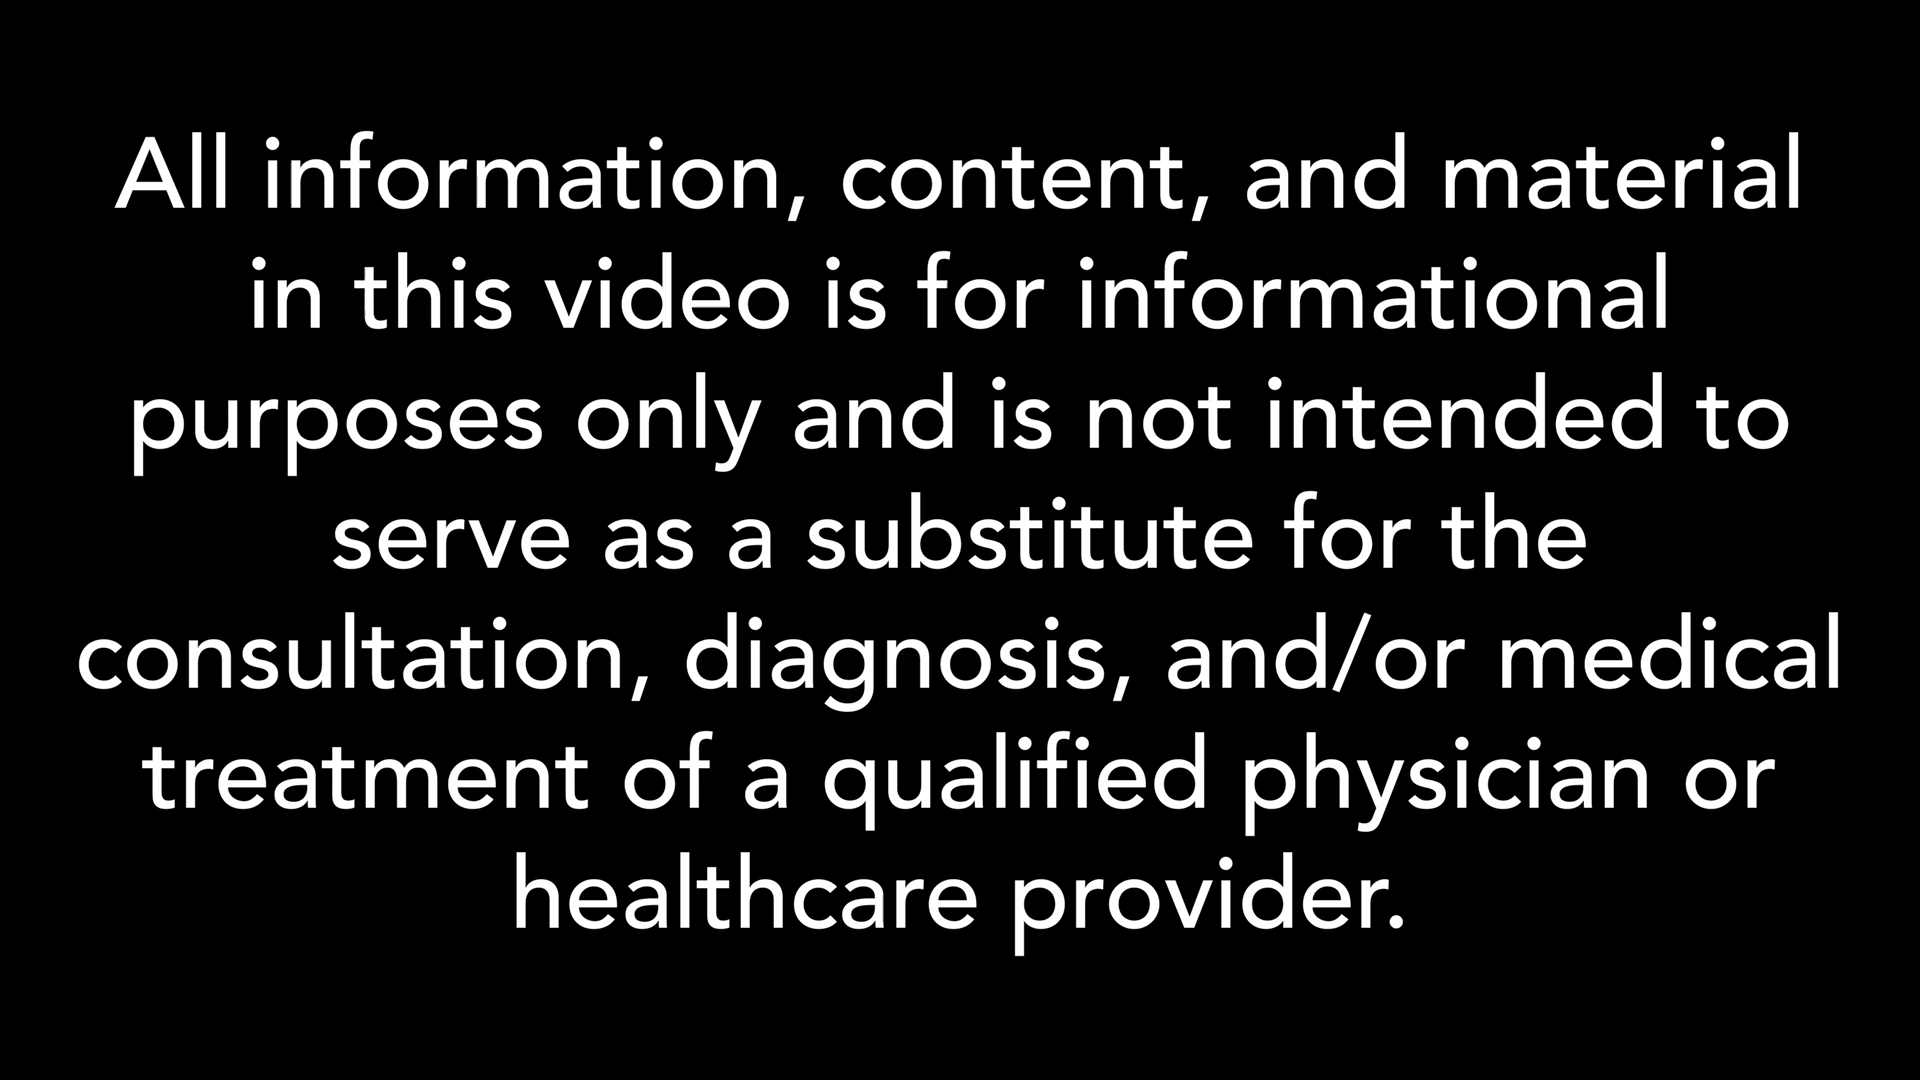 All information, content, and material
in this video is for informational
purposes only and is not intended to
serve as a substitute for the
consultation, diagnosis, and/or medical
treatment of a qualified physician or
healthcare provider.